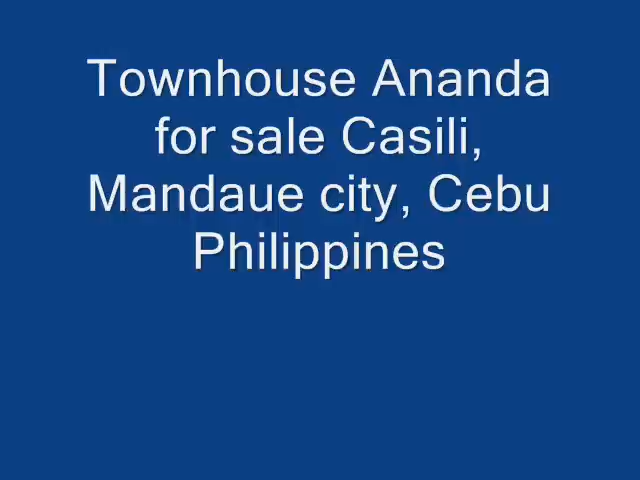 Townhouse Ananda
for sale Casili,
Mandaue city, Cebu
Philippines